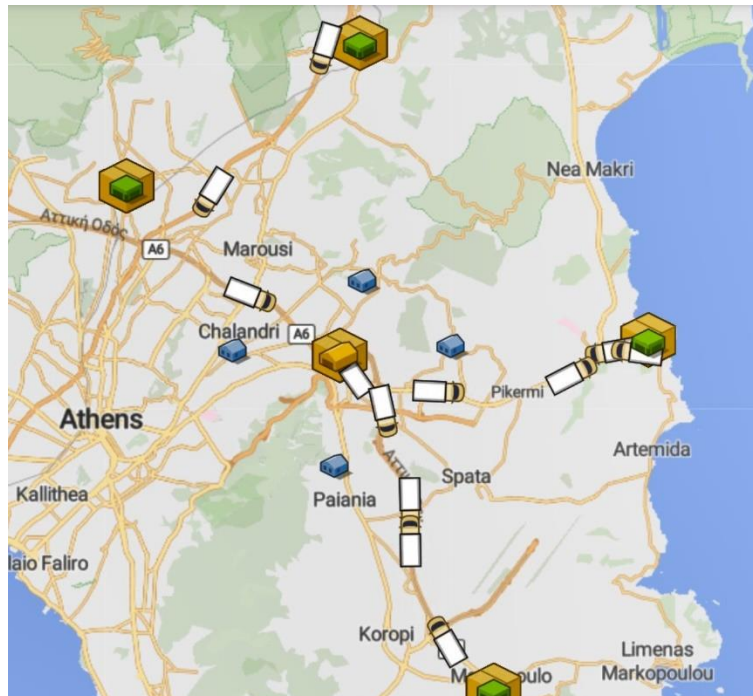 Nea Makri
Αττική Οδός
A6
Marousi
Chalandri
A6
Pikermi
Athens
Artemida
Spata
Kallithea
Paiania
laio Faliro
Koropi
Limenas
Markopoulou